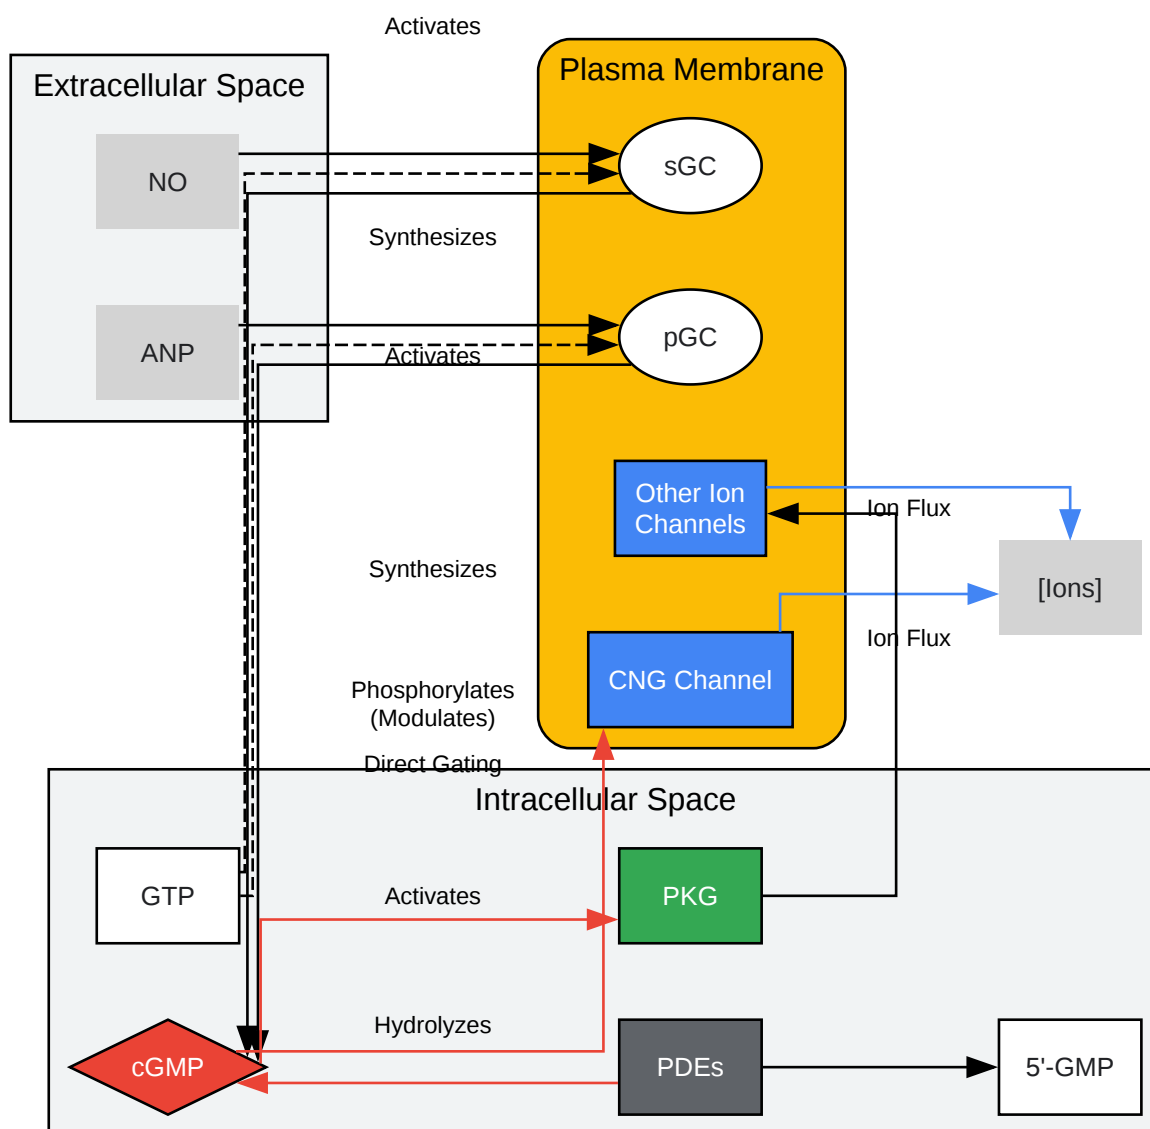 Activates
Extracellular Space
Plasma Membrane
NO
sGC
Synthesizes
ANP
pGC
Activates
Other Ion
Channels
Ion Flux
Synthesizes
[Ions]
Ion Flux
CNG Channel
Phosphorylates
(Modulates)
Direct Gating
Intracellular Space
GTP
Activates
PKG
Hydrolyzes
cGMP
PDEs
5'-GMP